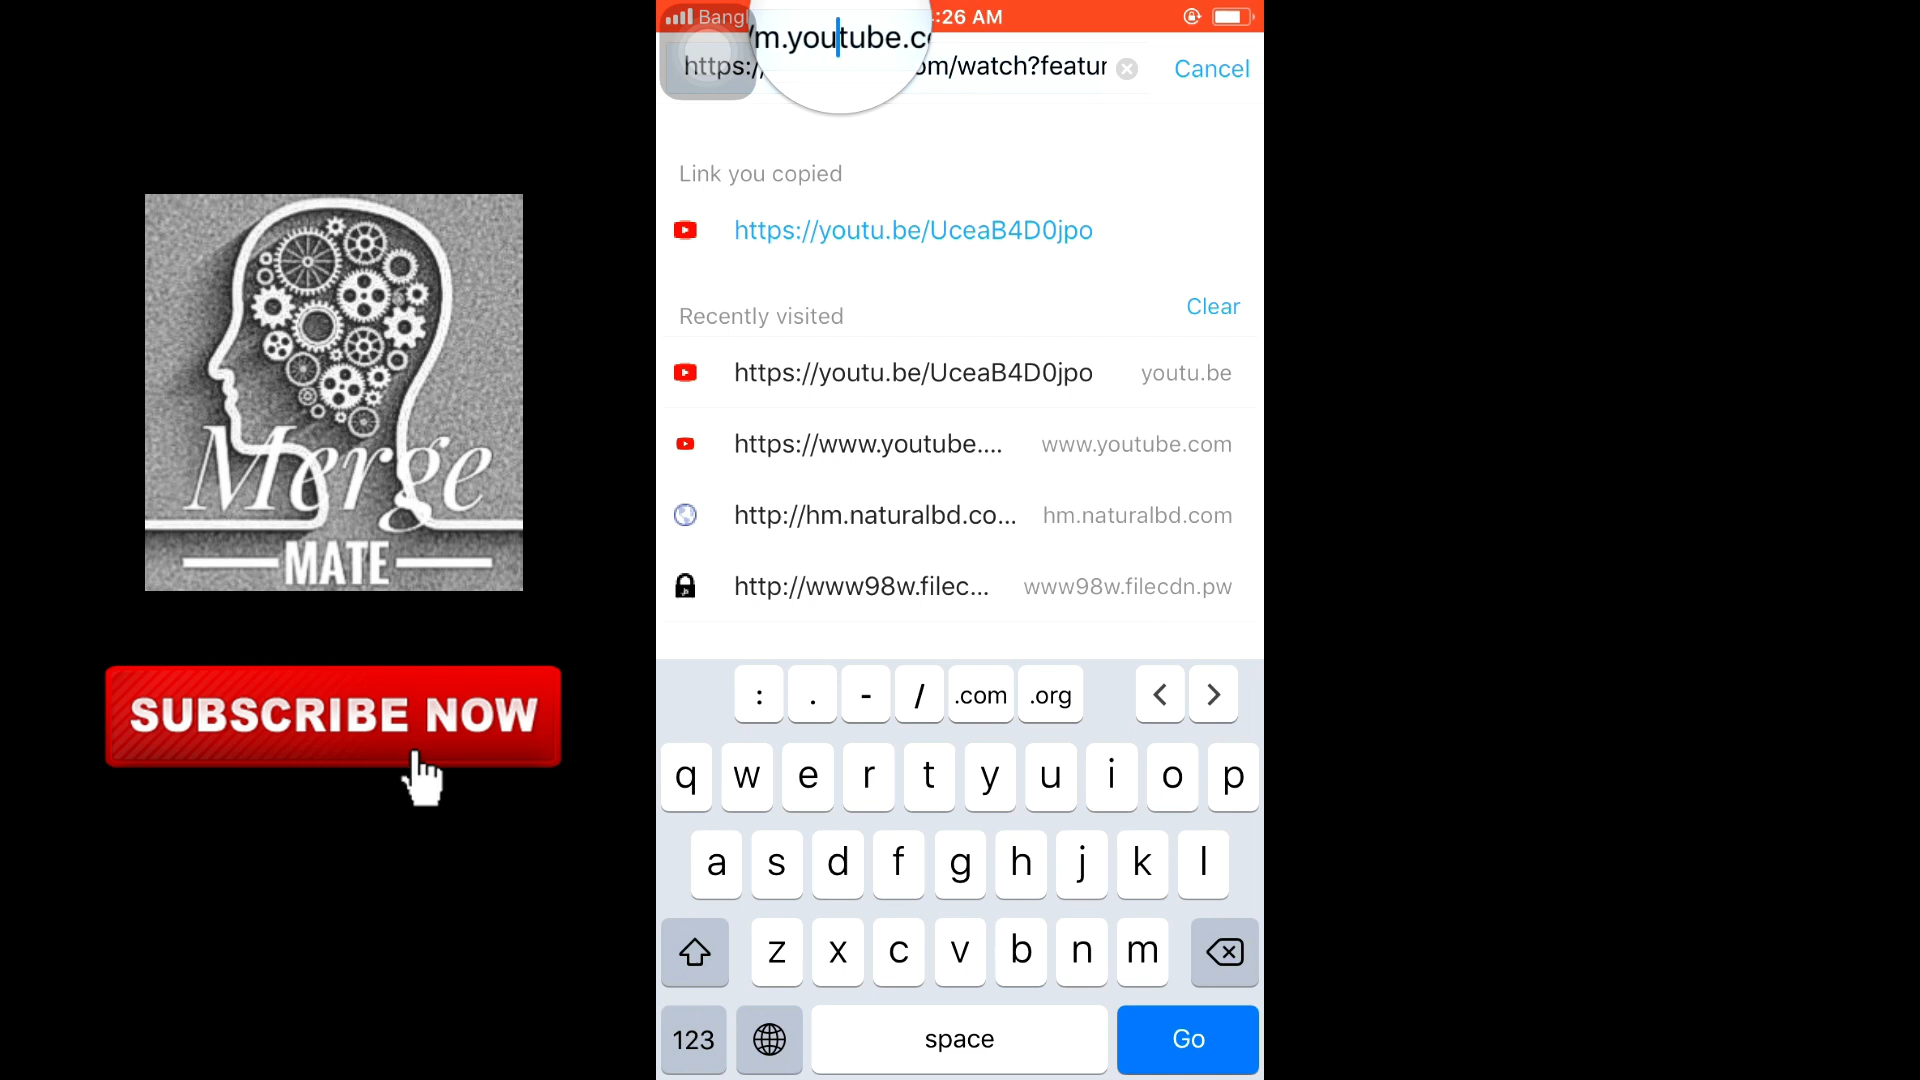 Bangl
:26 AM
/m.youtube.co
https:/
om/watch?featur
Cancel
Link you copied
https://youtu.be/UceaB4D0jpo
Recently visited
Clear
https://youtu.be/UceaB4D0jpo youtu.be
https://www.youtube.... www.youtube.com
http://hm.naturalbd.co... hm.naturalbd.com
http://www98w.filec... www98w.filecdn.pw
: . - / .com .org < >
q w e r t y u i o p
a s d f g h j k l
z x c v b n m
123 space Go
Merge
MATE
SUBSCRIBE NOW